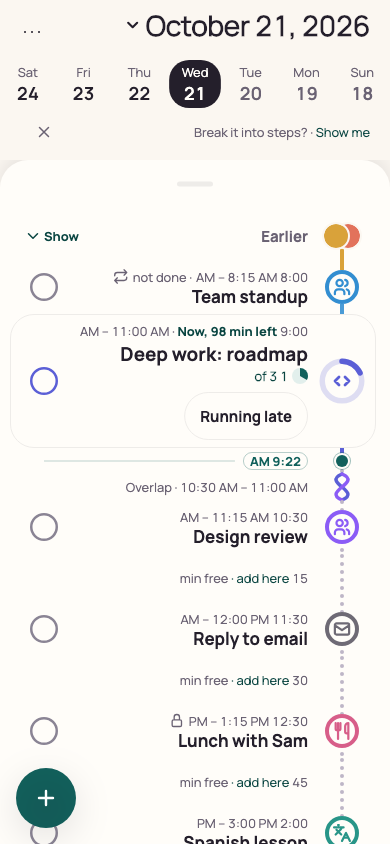 ...
October 21, 2026
Sat Fri Thu Wed Tue Mon Sun
24 23 22 21 20 19 18
Break it into steps? · Show me
Show
Earlier
not done · AM – 8:15 AM 8:00
Team standup
AM – 11:00 AM · Now, 98 min left 9:00
Deep work: roadmap
of 3 1
Running late
AM 9:22
Overlap · 10:30 AM – 11:00 AM
AM – 11:15 AM 10:30
Design review
min free · add here 15
AM – 12:00 PM 11:30
Reply to email
min free · add here 30
PM – 1:15 PM 12:30
Lunch with Sam
min free · add here 45
PM – 3:00 PM 2:00
Spanish lesson